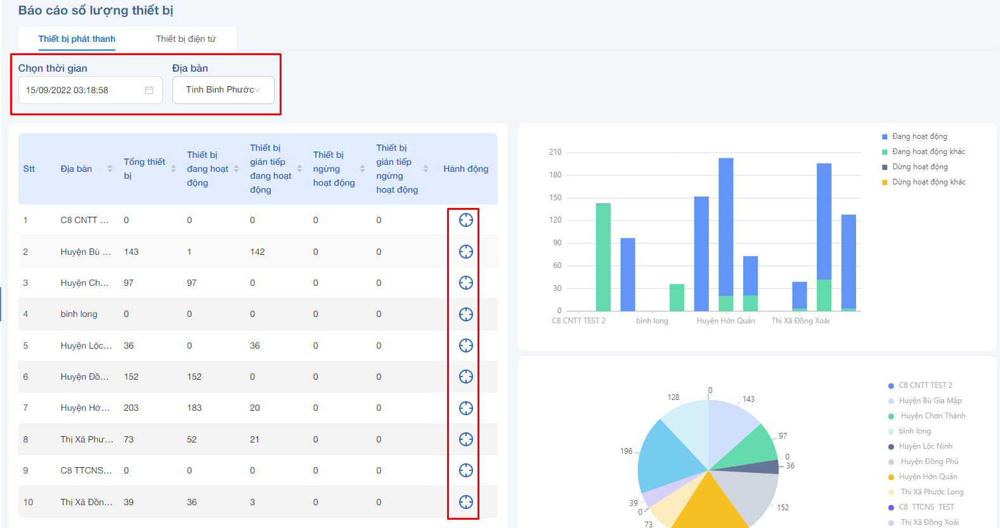 Báo cáo số lượng thiết bị
Thiết bị phát thanh
Thiết bị điện tử
Chọn thời gian
Địa bàn
15/09/2022 03:18:58
Tỉnh Bình Phước
Stt
Địa bàn
Tổng thiết
bị
Thiết bị
đang hoạt
động
Thiết bị
gián tiếp
đang hoạt
động
Thiết bị
ngừng
hoạt động
Thiết bị
gián tiếp
ngừng
hoạt động
Hành động
1 C8 CNTT ... 0 0 0 0 0
2 Huyện Bù ... 143 1 142 0 0
3 Huyện Ch... 97 97 0 0 0
4 bình long 0 0 0 0 0
5 Huyện Lộc... 36 0 36 0 0
6 Huyện Đồ... 152 152 0 0 0
7 Huyện Hớ... 203 183 20 0 0
8 Thị Xã Phư... 73 52 21 0 0
9 C8 TTCNS... 0 0 0 0 0
10 Thị Xã Đồn... 39 36 3 0 0
Đang hoạt động
Đang hoạt động khác
Dừng hoạt động
Dừng hoạt động khác
210
180
150
120
90
60
30
0
C8 CNTT TEST 2
bình long
Huyện Hớn Quản
Thị Xã Đồng Xoài
0
128
143
97
196
0
36
39
0
152
73
C8 CNTT TEST 2
Huyện Bù Gia Mập
Huyện Chơn Thành
bình long
Huyện Lộc Ninh
Huyện Đồng Phú
Huyện Hớn Quản
Thị Xã Phước Long
C8 TTCNS TEST
Thị Xã Đồng Xoài